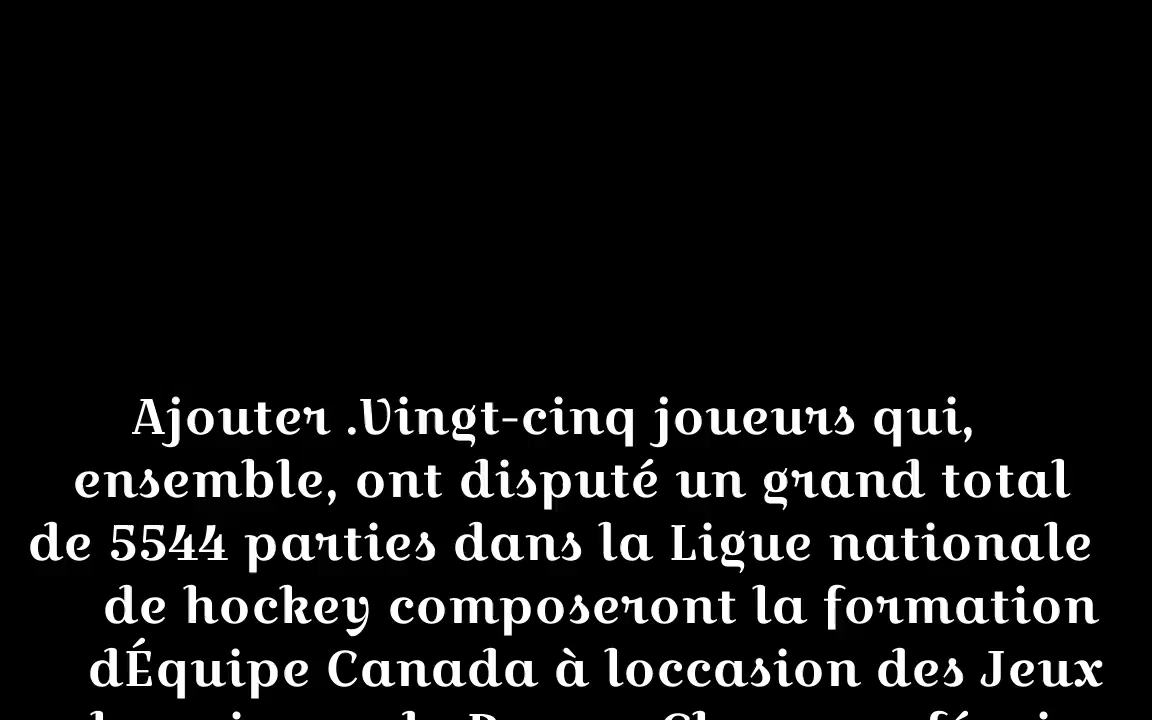 Ajouter .Vingt-cinq joueurs qui,
ensemble, ont disputé un grand total
de 5544 parties dans la Ligue nationale
de hockey composeront la formation
dÉquipe Canada à loccasion des Jeux